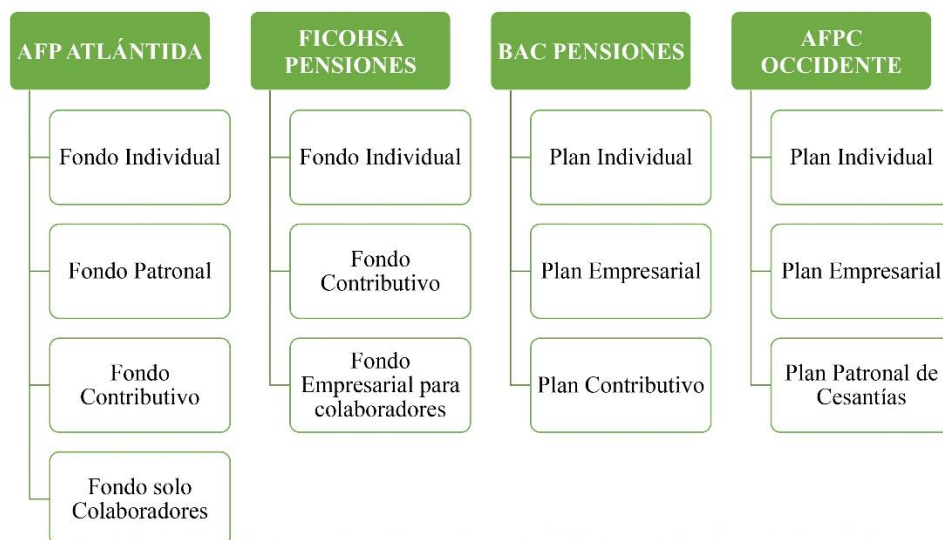 AFP ATLÁNTIDA
Fondo Individual
Fondo Patronal
Fondo
Contributivo
Fondo solo
Colaboradores
FICOHSA
PENSIONES
Fondo Individual
Fondo
Contributivo
Fondo
Empresarial para
colaboradores
BAC PENSIONES
Plan Individual
Plan Empresarial
Plan Contributivo
AFPC
OCCIDENTE
Plan Individual
Plan Empresarial
Plan Patronal de
Cesantías